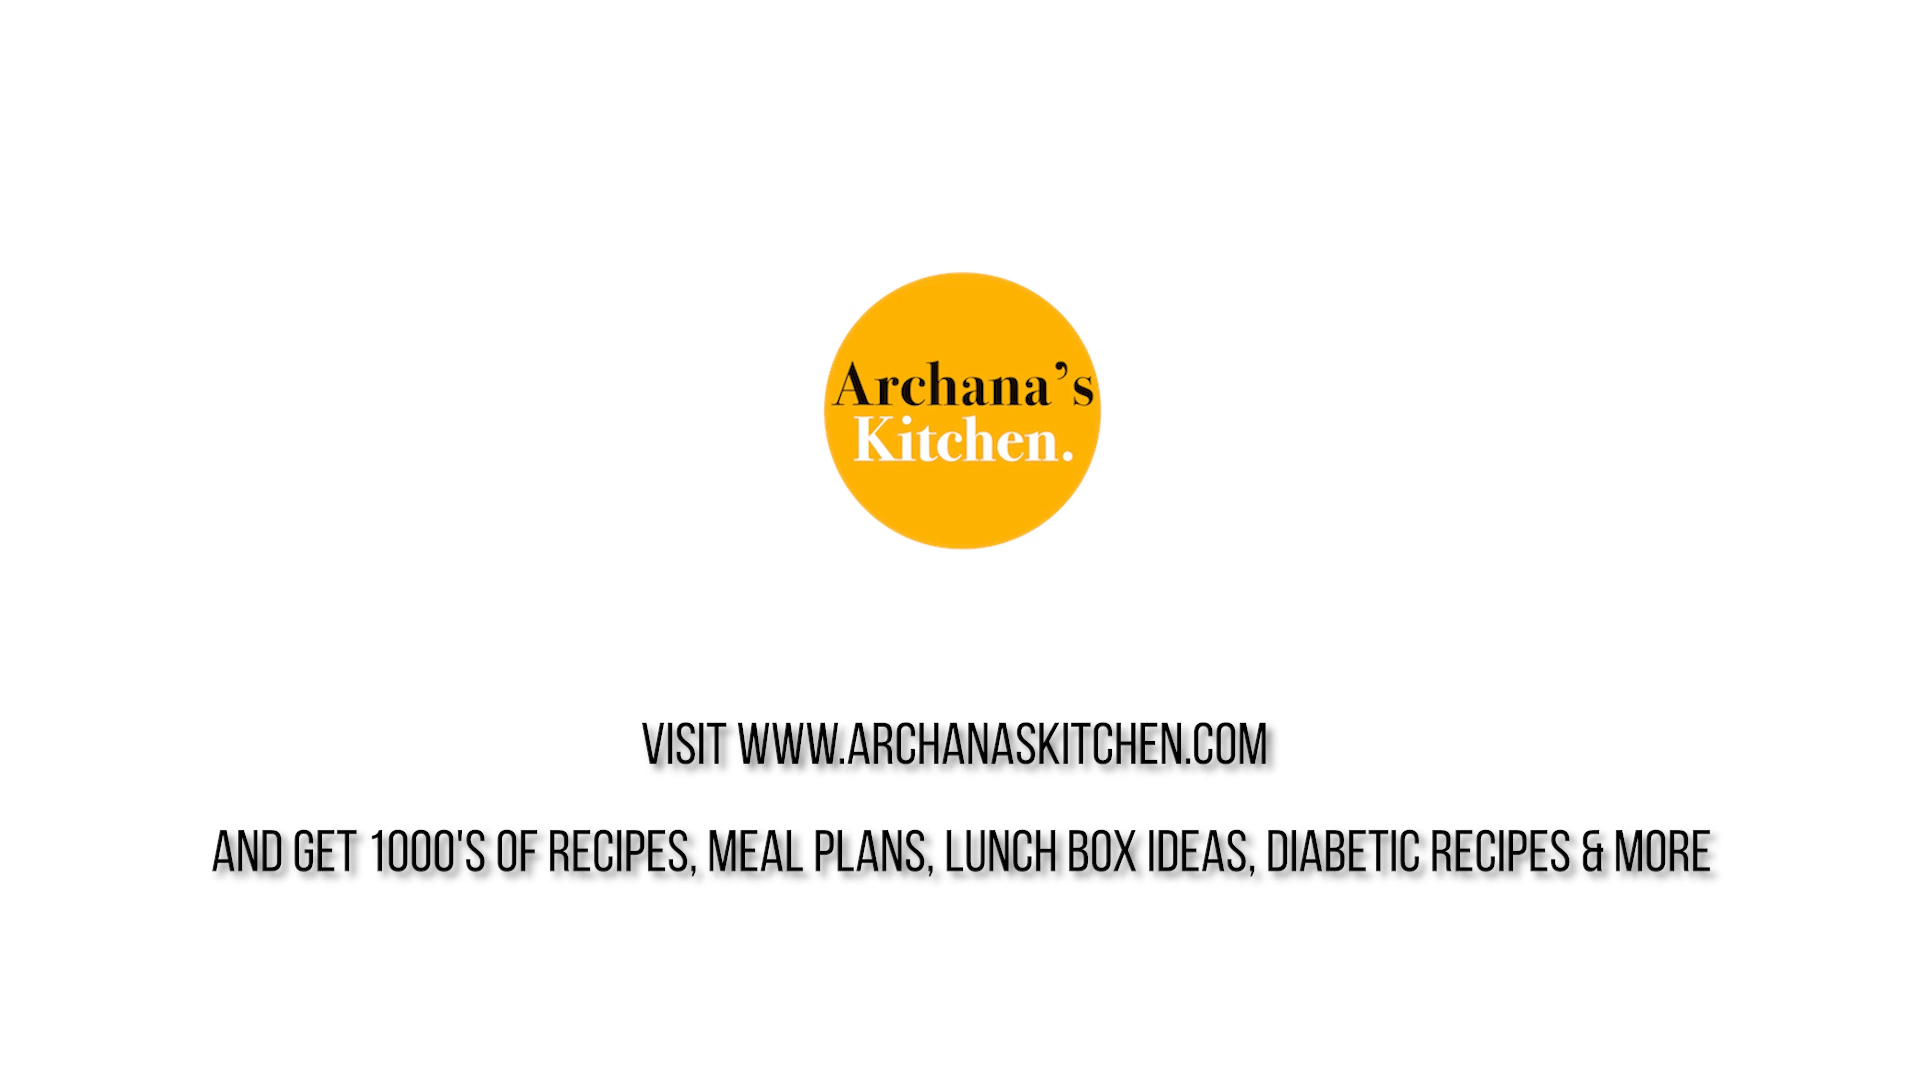 Archana’s
Kitchen.
VISIT WWW.ARCHANASKITCHEN.COM
AND GET 1000'S OF RECIPES, MEAL PLANS, LUNCH BOX IDEAS, DIABETIC RECIPES & MORE